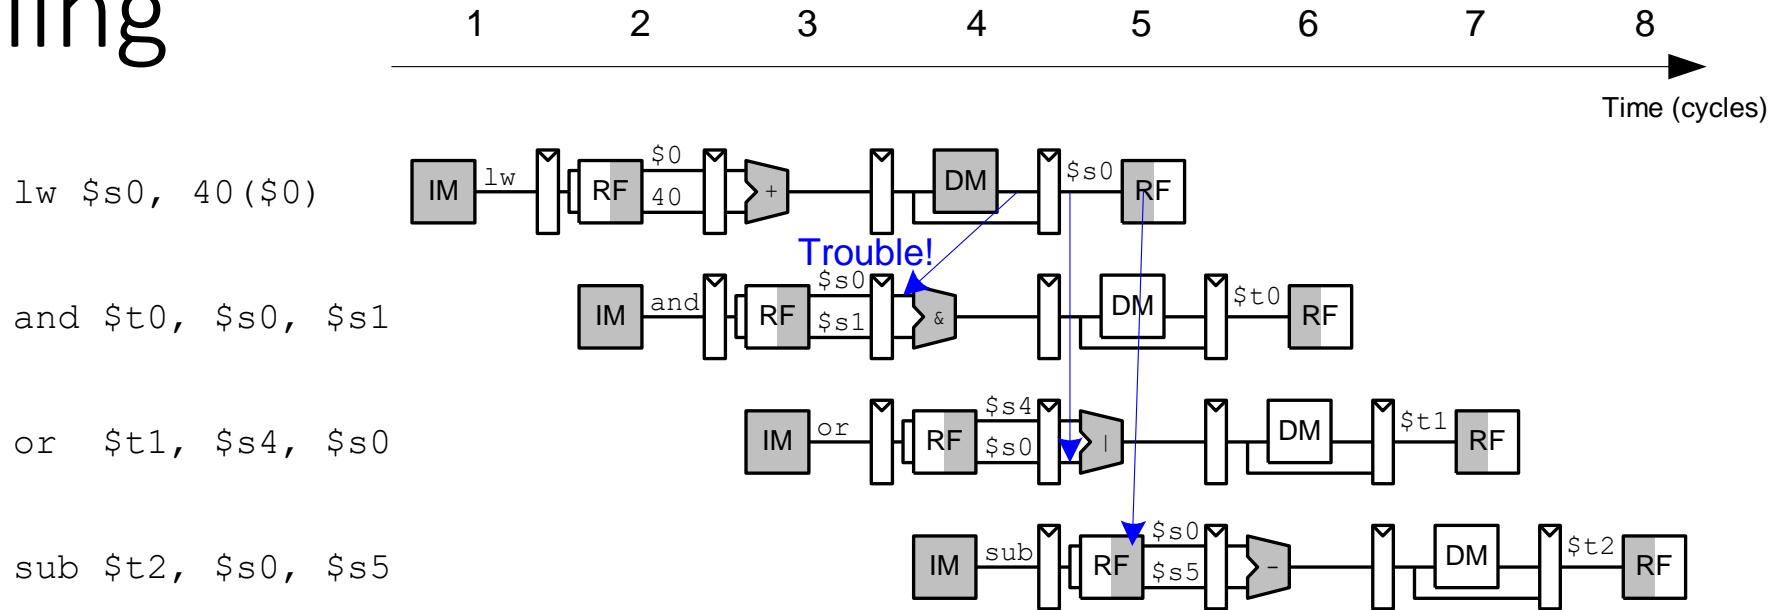 1 2 3 4 5 6 7 8
Time (cycles)
lw $s0, 40($0) IM lw RF $0 40 + DM $s0 RF
Trouble!
and $t0, $s0, $s1 IM and RF $s0 $s1 & DM $t0 RF
or $t1, $s4, $s0 IM or RF $s4 $s0 | DM $t1 RF
sub $t2, $s0, $s5 IM sub RF $s0 $s5 - DM $t2 RF